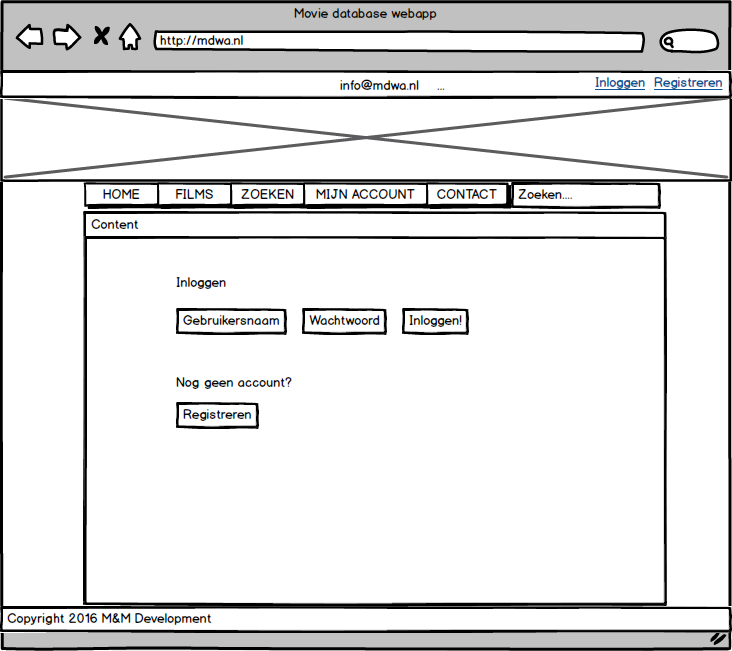 Movie database webapp
http://mdwa.nl
info@mdwa.nl ... Inloggen Registreren
HOME FILMS ZOEKEN MIJN ACCOUNT CONTACT Zoeken....
Content
Inloggen
Gebruikersnaam Wachtwoord Inloggen!
Nog geen account?
Registreren
Copyright 2016 M&M Development